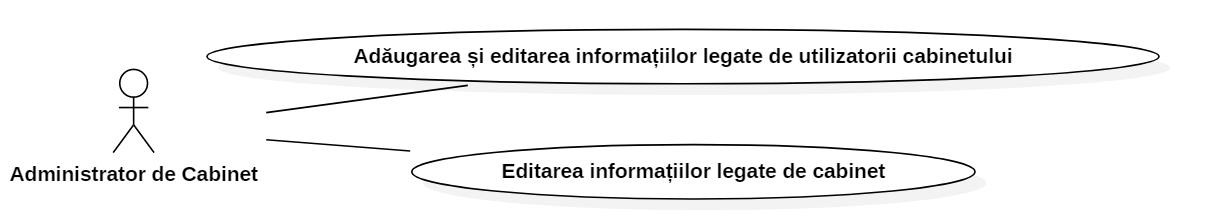 Adăugarea și editarea informațiilor legate de utilizatorii cabinetului
Administrator de Cabinet
Editarea informațiilor legate de cabinet